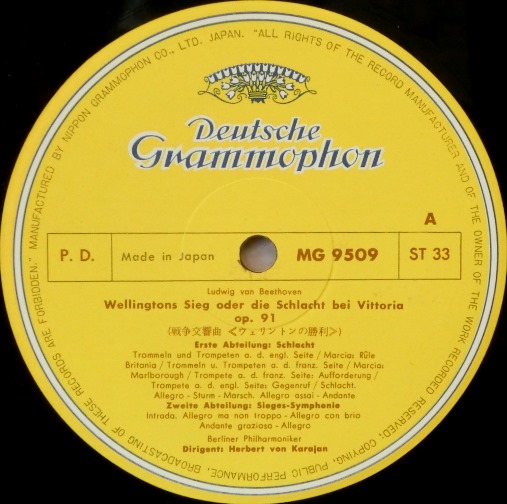 MANUFACTURED BY NIPPON GRAMMOPHON CO., LTD. JAPAN. "ALL RIGHTS OF THE RECORD MANUFACTURER AND OF THE OWNER OF THE WORK RECORDED RESERVED. COPYING, PUBLIC PERFORMANCE, BROADCASTING OF THESE RECORDS ARE FORBIDDEN."
Deutsche
Grammophon
A
P. D. Made in Japan MG 9509 ST 33
Ludwig van Beethoven
Wellingtons Sieg oder die Schlacht bei Vittoria
op. 91
(戦争交響曲 ≪ウェリントンの勝利≫)
Erste Abteilung: Schlacht
Trommeln und Trompeten a. d. engl. Seite / Marcia: Rûle
Britania / Trommeln u. Trompeten a. d. franz. Seite / Marcia:
Marlborough / Trompete a. d. franz. Seite: Aufforderung /
Trompete a. d. engl. Seite: Gegenruf / Schlacht.
Allegro - Sturm - Marsch. Allegro assai - Andante
Zweite Abteilung: Sieges-Symphonie
Intrada. Allegro ma non troppo - Allegro con brio
Andante grazioso - Allegro
Berliner Philharmoniker
Dirigent: Herbert von Karajan